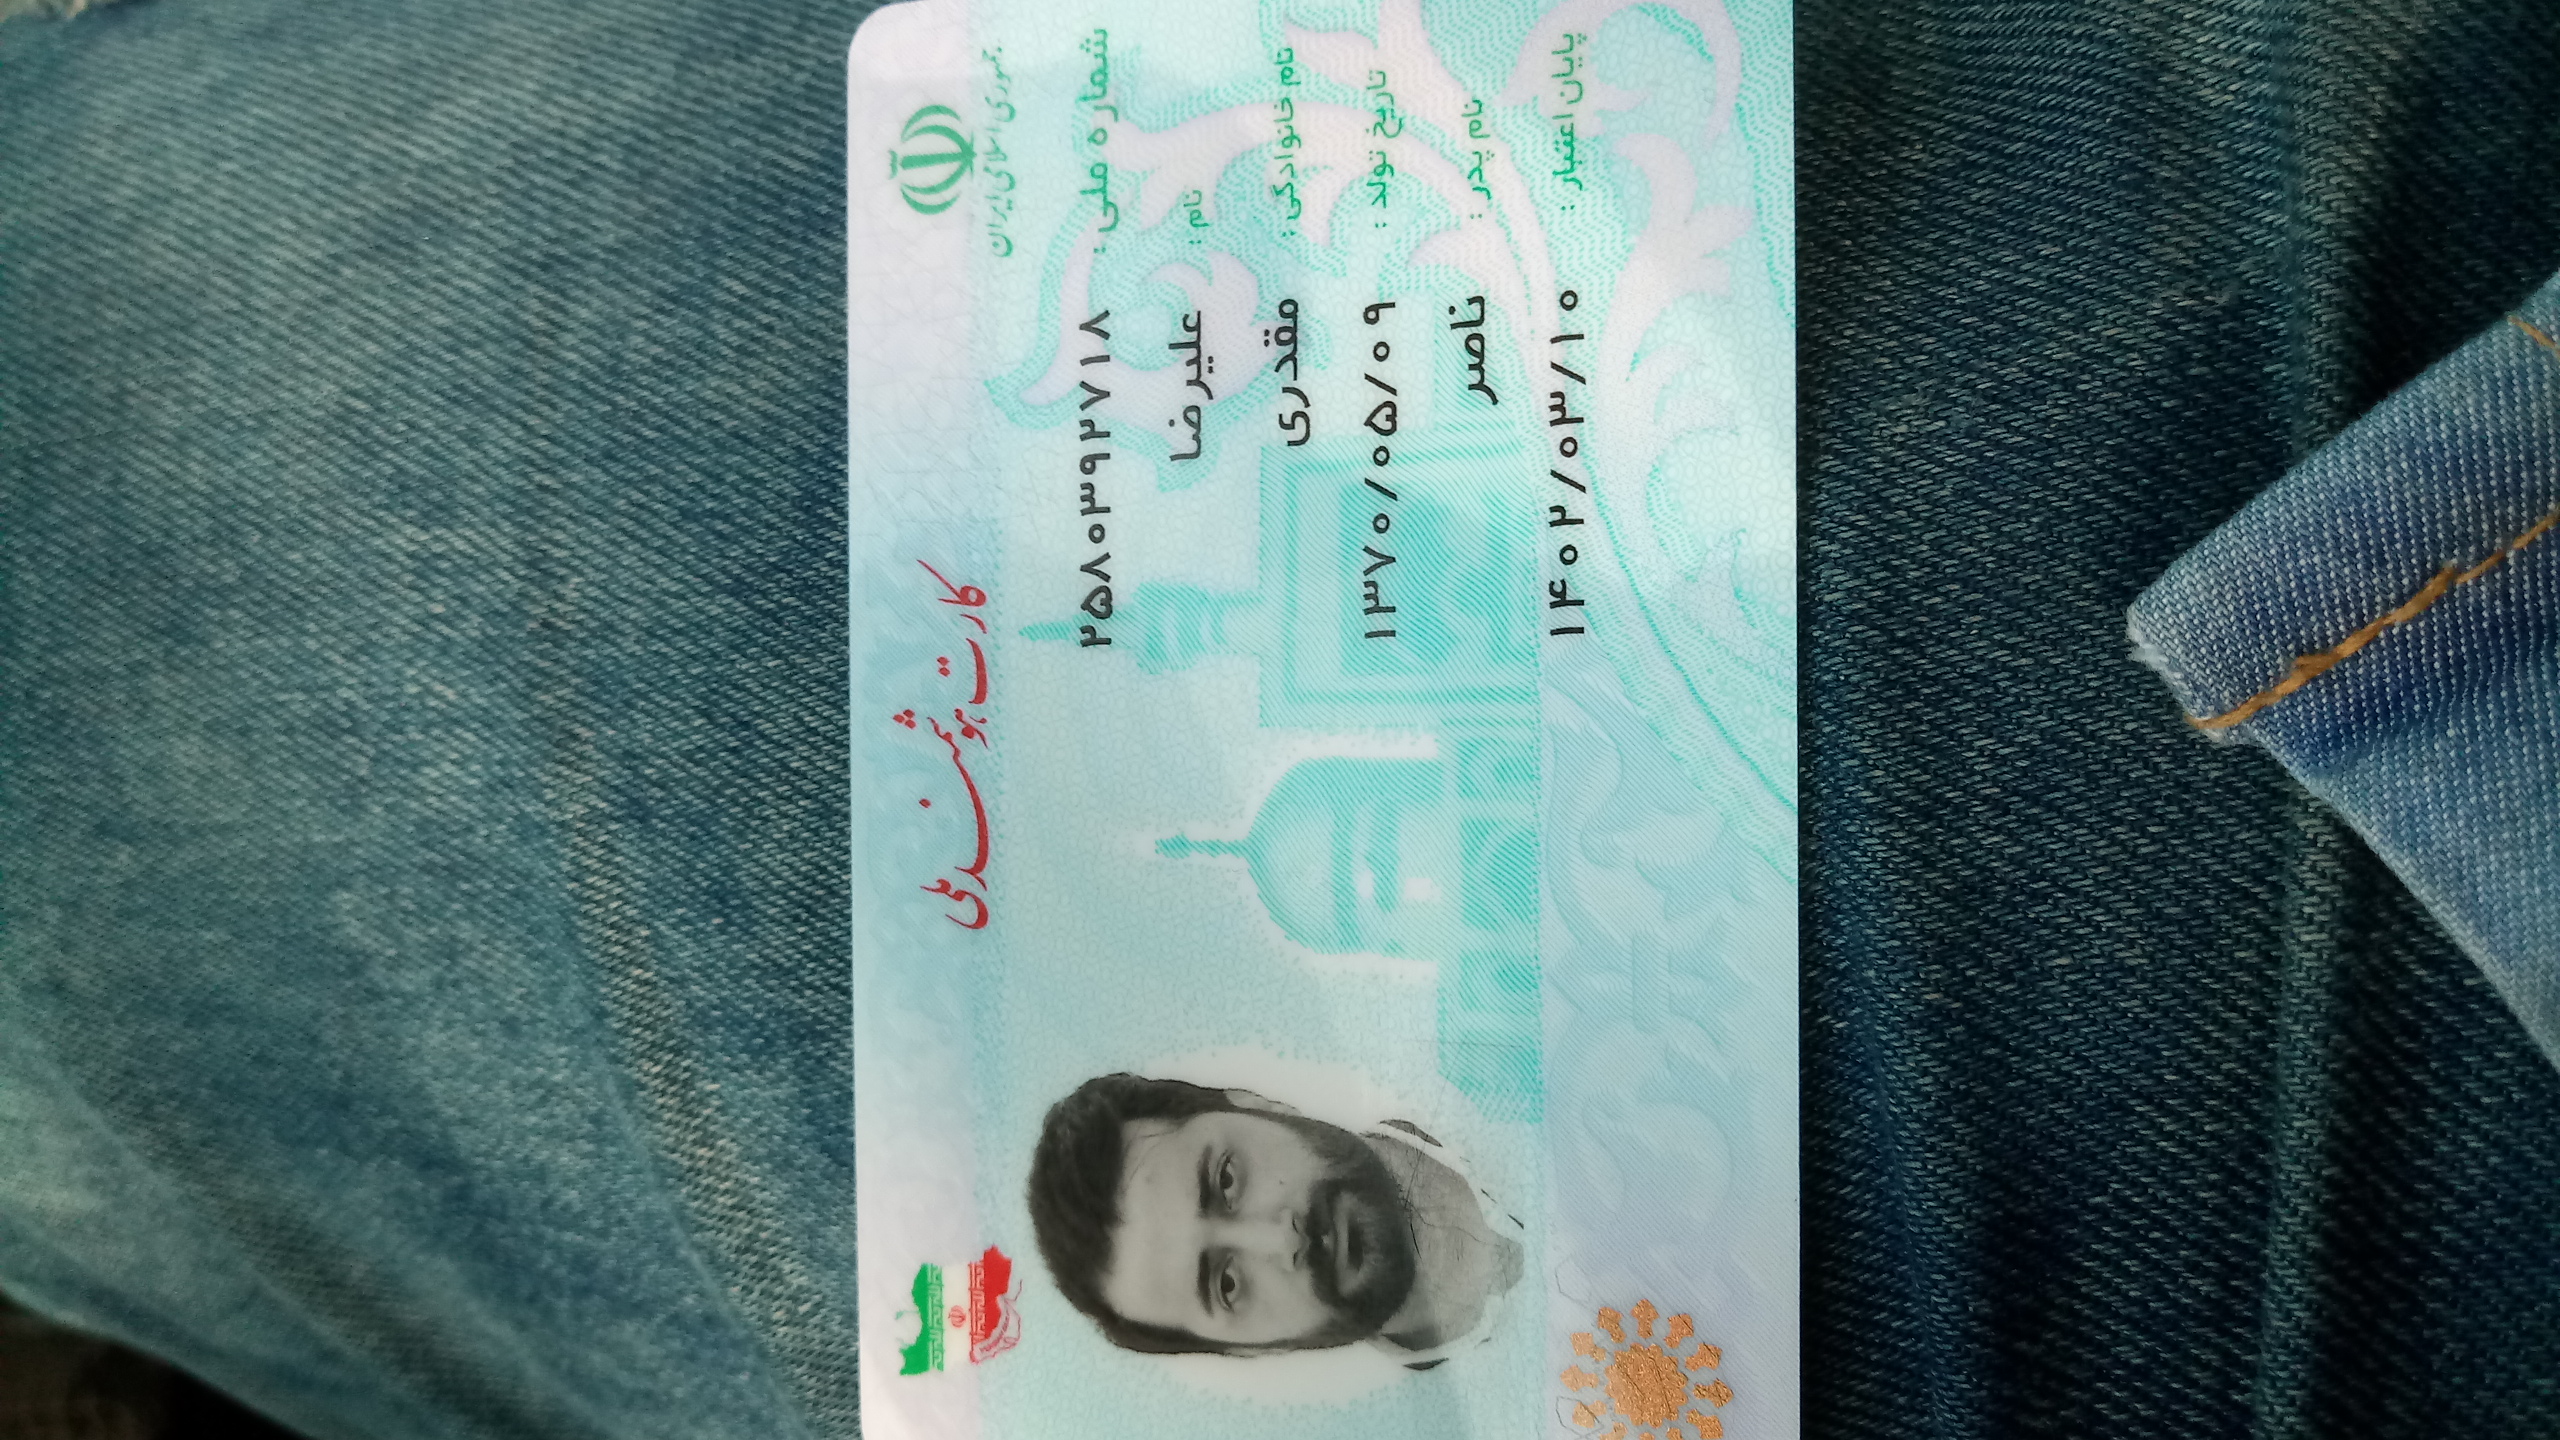 کارت هوشمند ملی
جمهوری اسلامی ایران
شماره ملی : ۲۵۸۰۳۹۲۷۱۸
نام : علیرضا
نام خانوادگی : مقدری
تاریخ تولد : ۱۳۷۰/۰۵/۰۹
نام پدر : ناصر
پایان اعتبار : ۱۴۰۲/۰۳/۱۰